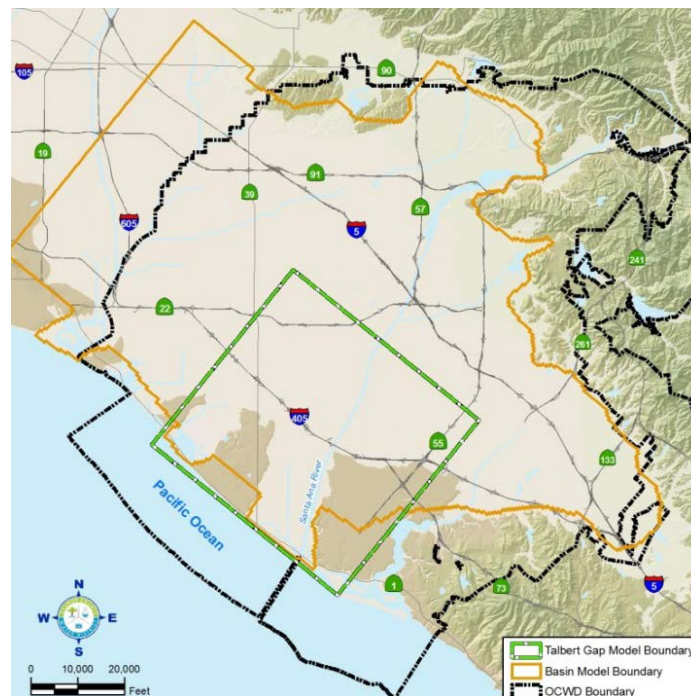 105
90
19
39
91
57
605
5
241
22
261
405
55
133
Santa Ana River
Pacific Ocean
1
73
5
N
W E
S
0 10,000 20,000
Feet
Talbert Gap Model Boundary
Basin Model Boundary
OCWD Boundary